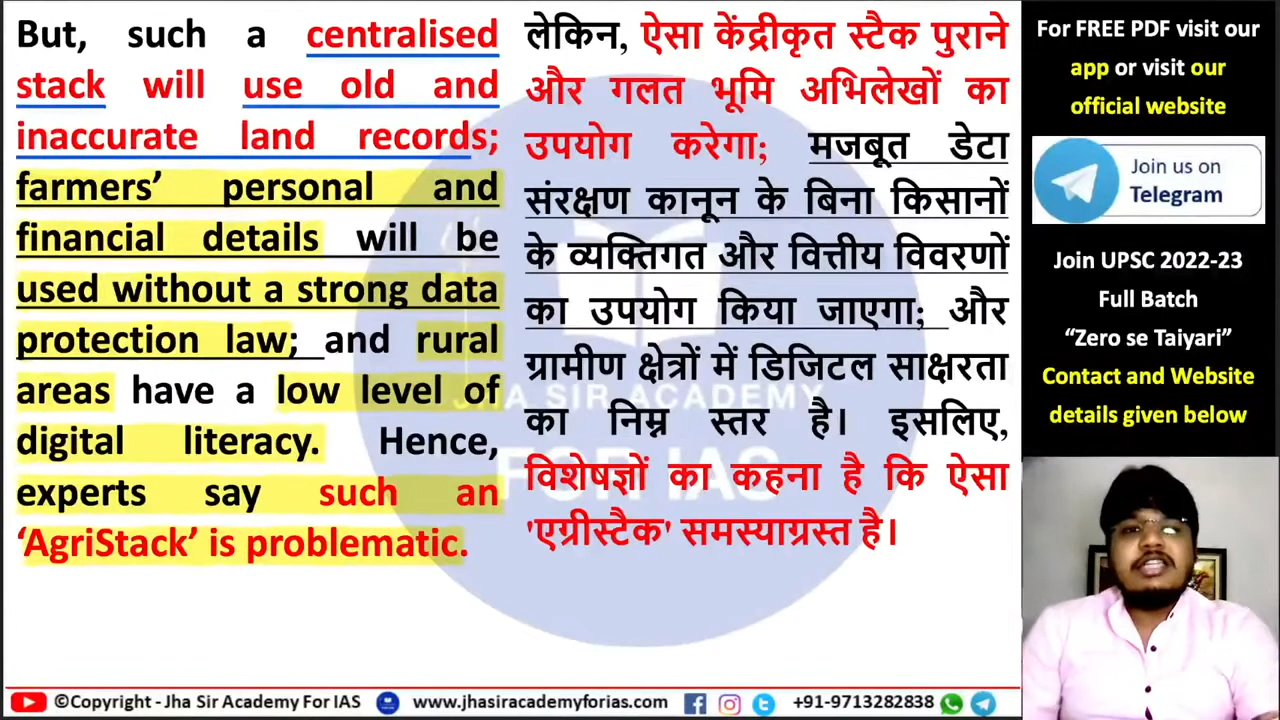 But, such a centralised
stack will use old and
inaccurate land records;
farmers’ personal and
financial details will be
used without a strong data
protection law; and rural
areas have a low level of
digital literacy. Hence,
experts say such an
‘AgriStack’ is problematic.
लेकिन, ऐसा केंद्रीकृत स्टैक पुराने
और गलत भूमि अभिलेखों का
उपयोग करेगा; मजबूत डेटा
संरक्षण कानून के बिना किसानों
के व्यक्तिगत और वित्तीय विवरणों
का उपयोग किया जाएगा; और
ग्रामीण क्षेत्रों में डिजिटल साक्षरता
का निम्न स्तर है। इसलिए,
विशेषज्ञों का कहना है कि ऐसा
'एग्रीस्टैक' समस्याग्रस्त है।
JHA SIR ACADEMY
FOR IAS
For FREE PDF visit our
app or visit our
official website
Join us on
Telegram
Join UPSC 2022-23
Full Batch
“Zero se Taiyari”
Contact and Website
details given below
©Copyright - Jha Sir Academy For IAS
www.jhasiracademyforias.com
+91-9713282838